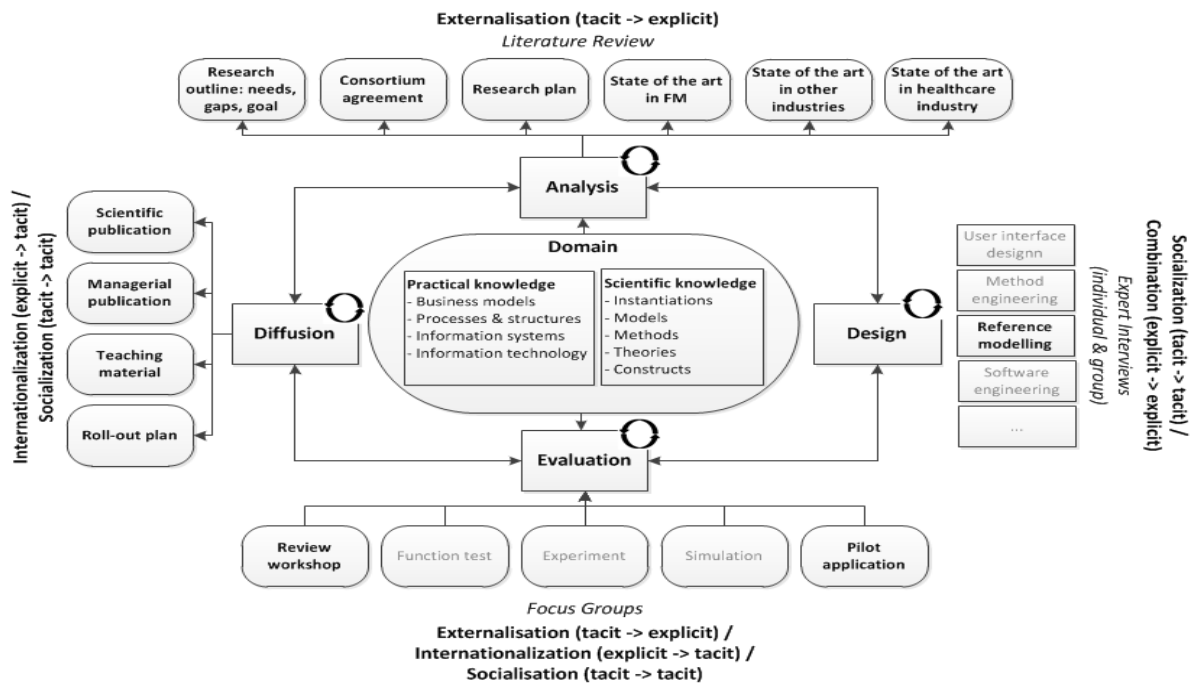 Externalisation (tacit -> explicit)
Literature Review
Research
outline: needs,
gaps, goal
Consortium
agreement
Research plan
State of the art
in FM
State of the art
in other
industries
State of the art
in healthcare
industry
Analysis
Internationalization (explicit -> tacit) /
Socialization (tacit -> tacit)
Scientific
publication
Managerial
publication
Teaching
material
Roll-out plan
Diffusion
Domain
Practical knowledge
- Business models
- Processes & structures
- Information systems
- Information technology
Scientific knowledge
- Instantiations
- Models
- Methods
- Theories
- Constructs
Design
User interface
designn
Method
engineering
Reference
modelling
Software
engineering
...
Expert Interviews
(individual & group)
Socialization (tacit -> tacit) /
Combination (explicit -> explicit)
Evaluation
Review
workshop
Function test
Experiment
Simulation
Pilot
application
Focus Groups
Externalisation (tacit -> explicit) /
Internationalization (explicit -> tacit) /
Socialisation (tacit -> tacit)